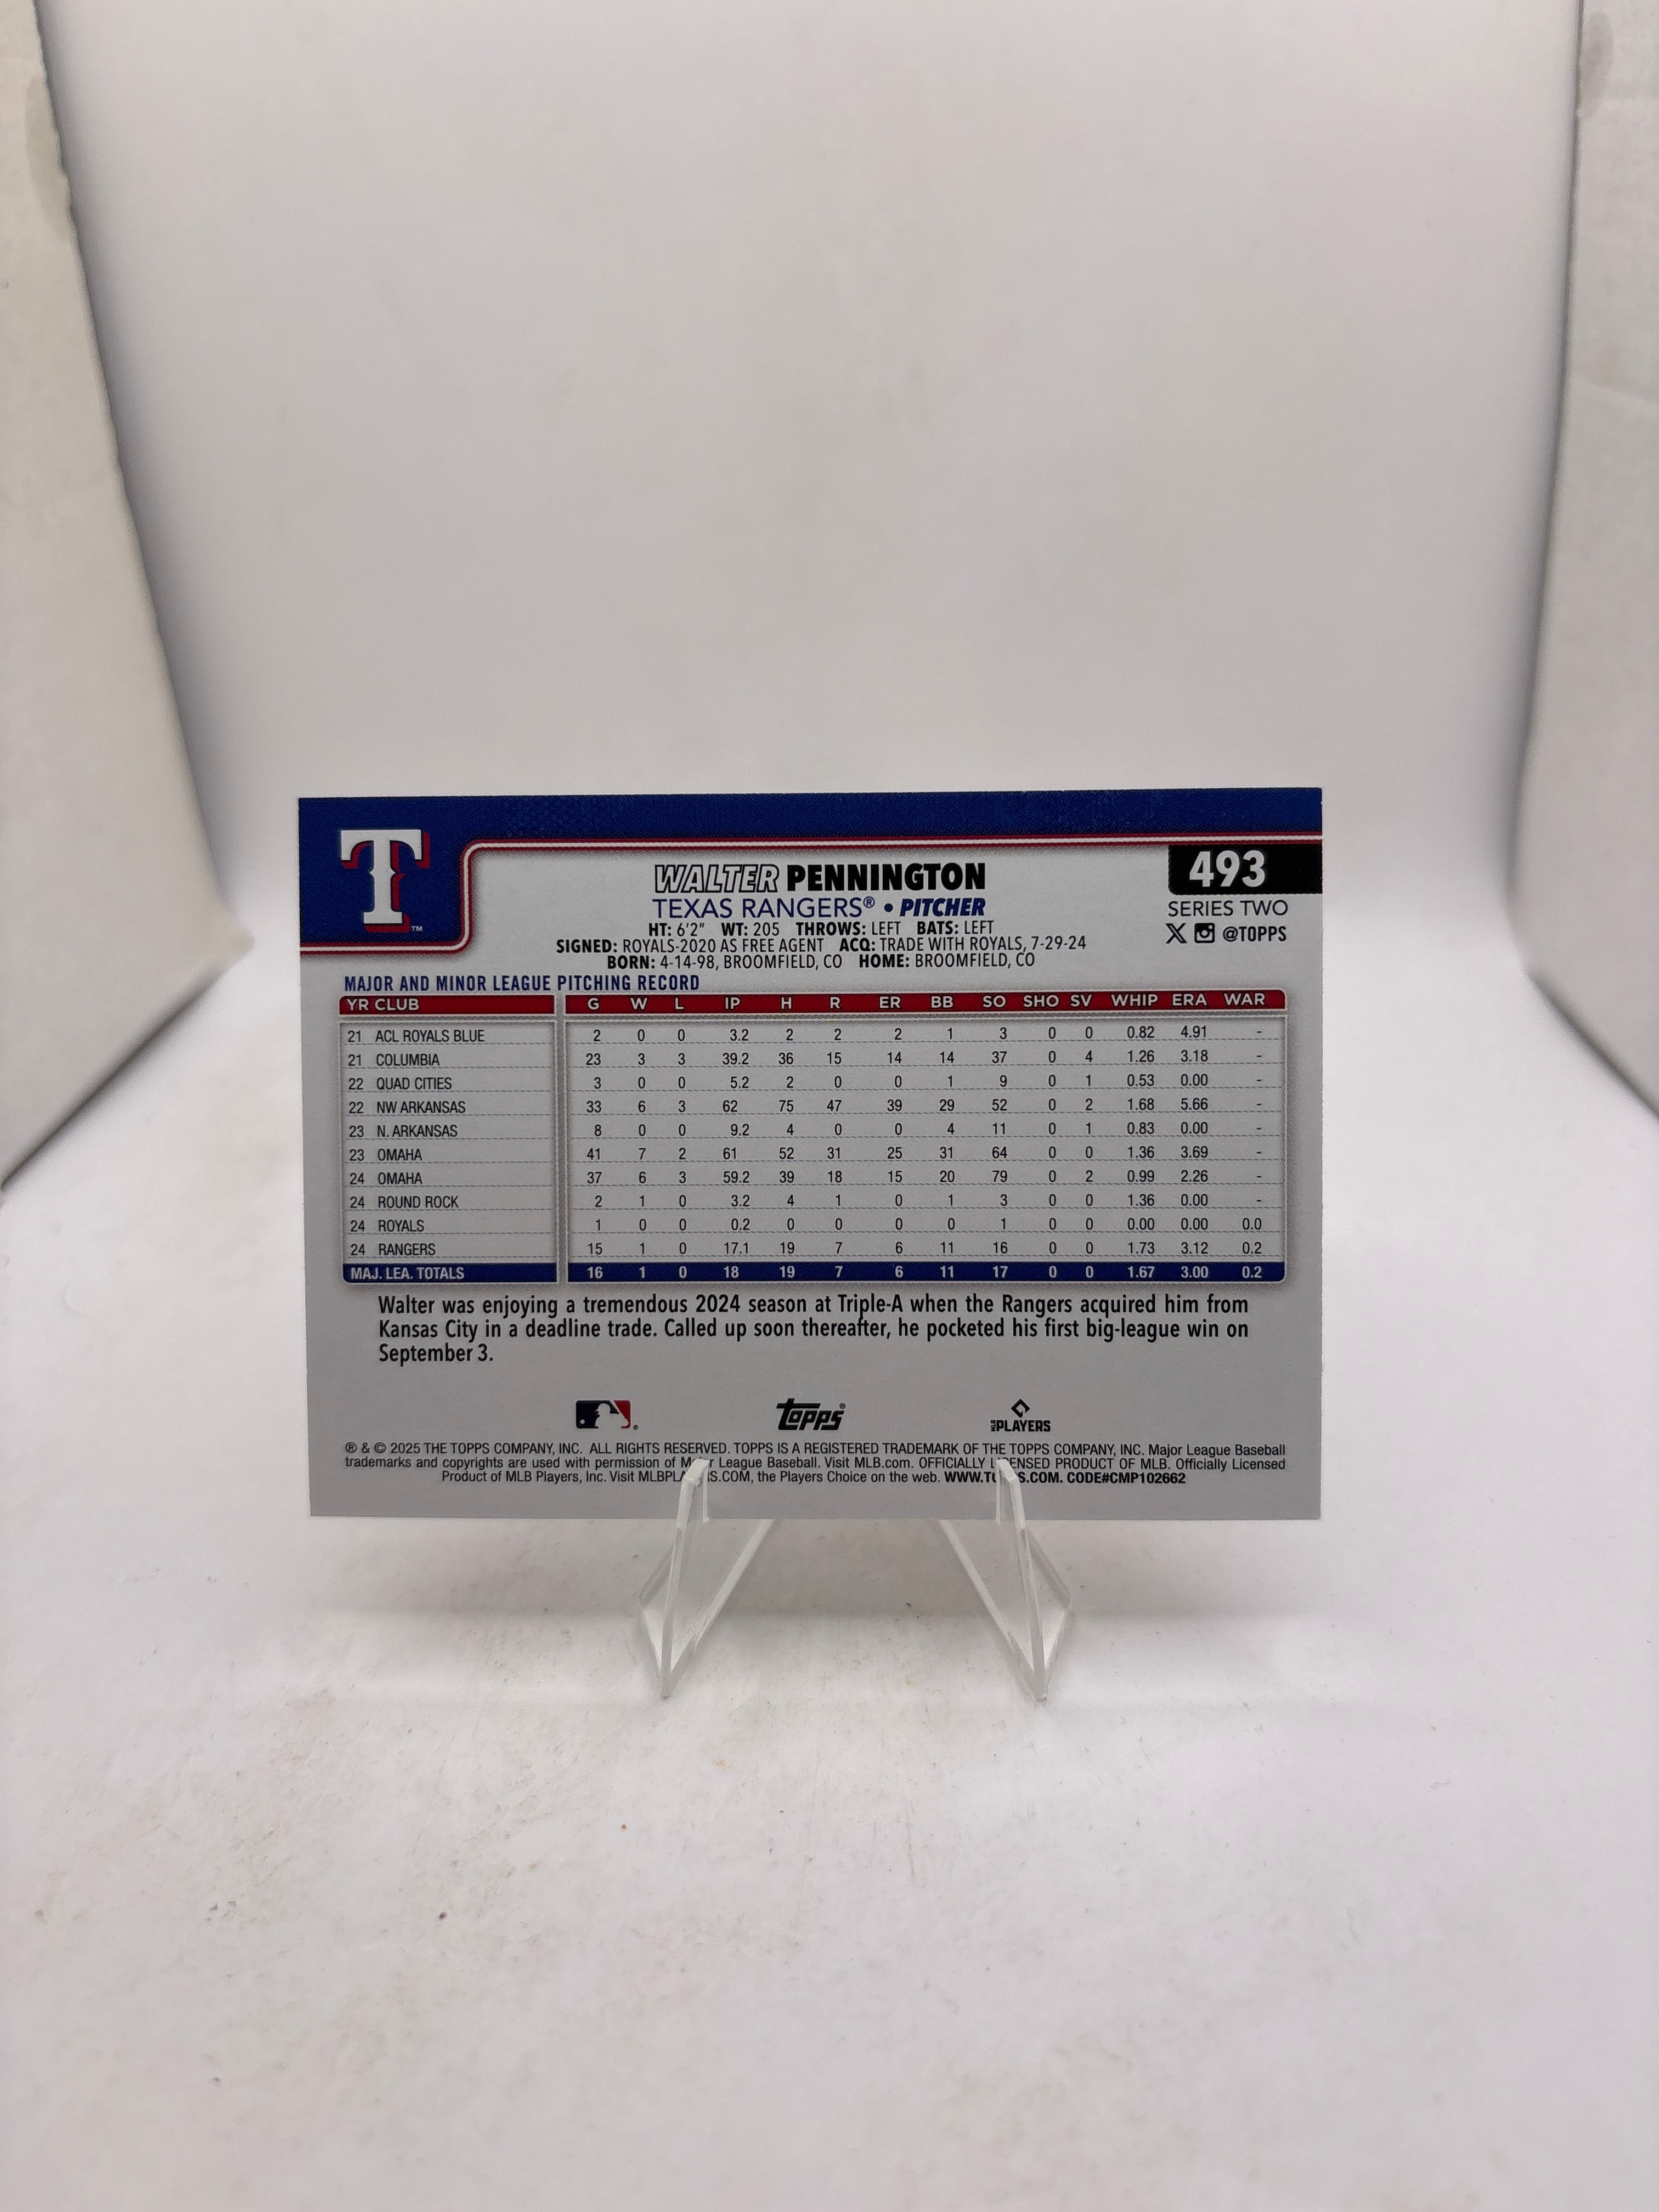 T™
WALTER PENNINGTON
493
TEXAS RANGERS® • PITCHER
SERIES TWO
HT: 6'2" WT: 205 THROWS: LEFT BATS: LEFT
X @TOPPS
SIGNED: ROYALS-2020 AS FREE AGENT ACQ: TRADE WITH ROYALS, 7-29-24
BORN: 4-14-98, BROOMFIELD, CO HOME: BROOMFIELD, CO
MAJOR AND MINOR LEAGUE PITCHING RECORD
YR CLUB G W L IP H R ER BB SO SHO SV WHIP ERA WAR
21 ACL ROYALS BLUE 2 0 0 3.2 2 2 2 1 3 0 0 0.82 4.91 -
21 COLUMBIA 23 3 3 39.2 36 15 14 14 37 0 4 1.26 3.18 -
22 QUAD CITIES 3 0 0 5.2 2 0 0 1 9 0 1 0.53 0.00 -
22 NW ARKANSAS 33 6 3 62 75 47 39 29 52 0 2 1.68 5.66 -
23 N. ARKANSAS 8 0 0 9.2 4 0 0 4 11 0 1 0.83 0.00 -
23 OMAHA 41 7 2 61 52 31 25 31 64 0 0 1.36 3.69 -
24 OMAHA 37 6 3 59.2 39 18 15 20 79 0 2 0.99 2.26 -
24 ROUND ROCK 2 1 0 3.2 4 1 0 1 3 0 0 1.36 0.00 -
24 ROYALS 1 0 0 0.2 0 0 0 0 1 0 0 0.00 0.00 0.0
24 RANGERS 15 1 0 17.1 19 7 6 11 16 0 0 1.73 3.12 0.2
MAJ. LEA. TOTALS 16 1 0 18 19 7 6 11 17 0 0 1.67 3.00 0.2
Walter was enjoying a tremendous 2024 season at Triple-A when the Rangers acquired him from
Kansas City in a deadline trade. Called up soon thereafter, he pocketed his first big-league win on
September 3.
® Topps® PLAYERS
® & © 2025 THE TOPPS COMPANY, INC. ALL RIGHTS RESERVED. TOPPS IS A REGISTERED TRADEMARK OF THE TOPPS COMPANY, INC. Major League Baseball
trademarks and copyrights are used with permission of Major League Baseball. Visit MLB.com. OFFICIALLY LICENSED PRODUCT OF MLB. Officially Licensed
Product of MLB Players, Inc. Visit MLBPLAYERS.COM, the Players Choice on the web. WWW.TOPPS.COM. CODE#CMP102662